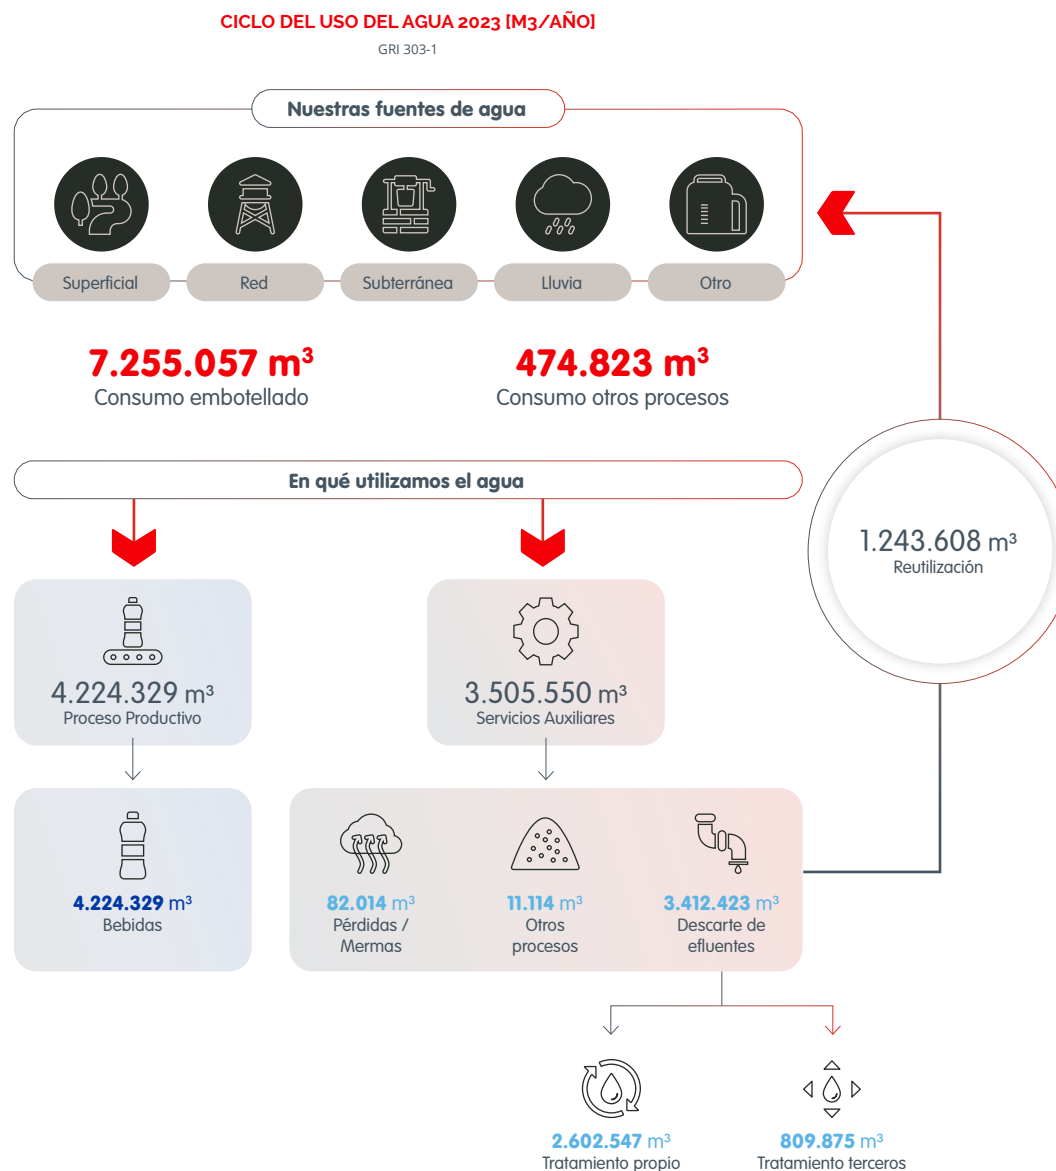 CICLO DEL USO DEL AGUA 2023 [M3/AÑO]
GRI 303-1
Nuestras fuentes de agua
Superficial
Red
Subterránea
Lluvia
Otro
7.255.057 m³
Consumo embotellado
474.823 m³
Consumo otros procesos
En qué utilizamos el agua
1.243.608 m³
Reutilización
4.224.329 m³
Proceso Productivo
3.505.550 m³
Servicios Auxiliares
4.224.329 m³
Bebidas
82.014 m³
Pérdidas /
Mermas
11.114 m³
Otros
procesos
3.412.423 m³
Descarte de
efluentes
2.602.547 m³
Tratamiento propio
809.875 m³
Tratamiento terceros